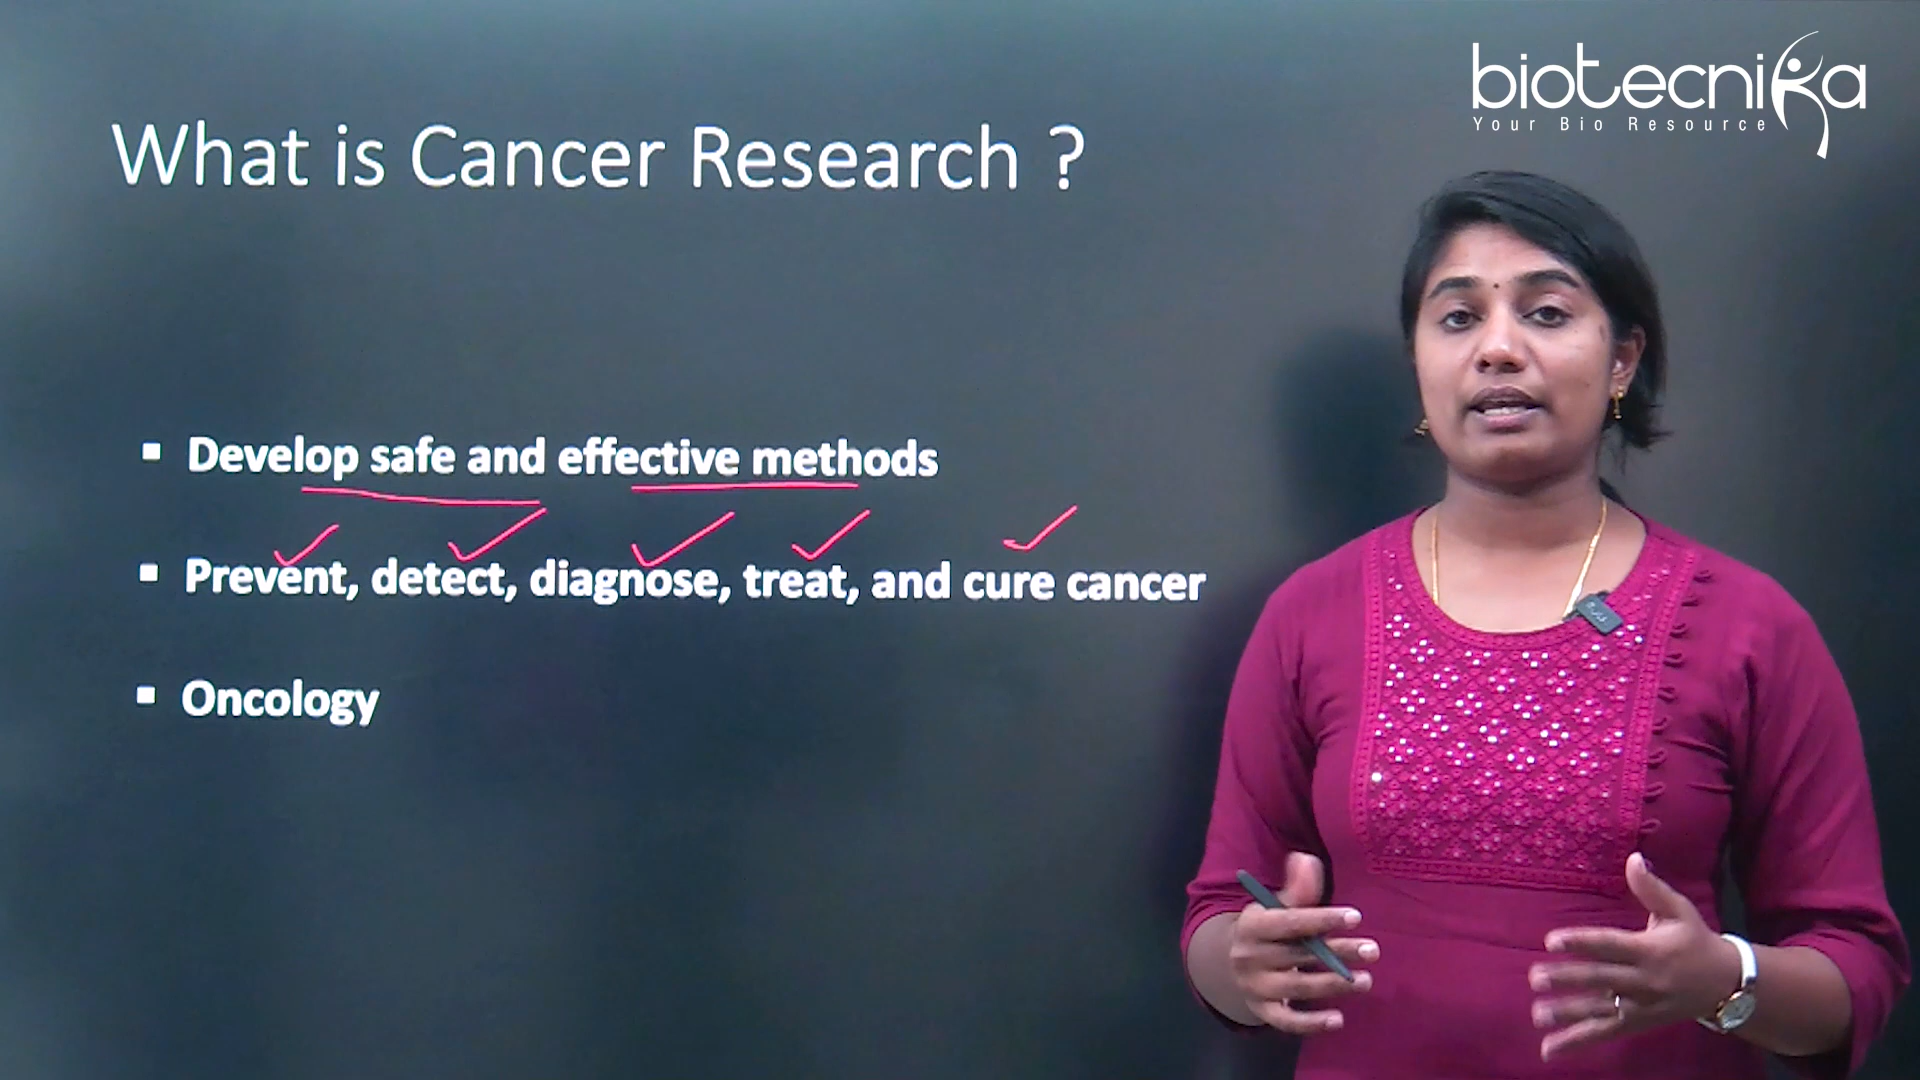 biotecnika
Your Bio Resource
What is Cancer Research ?
▪ Develop safe and effective methods
▪ Prevent, detect, diagnose, treat, and cure cancer
▪ Oncology